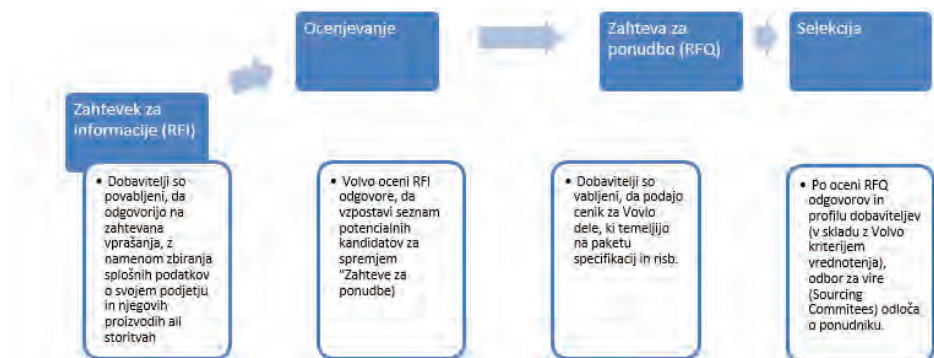 Zahtevek za
informacije (RFI)
• Dobavitelji so
povabljeni, da
odgovorijo na
zahtevana
vprašanja, z
namenom zbiranja
splošnih podatkov
o svojem podjetju
in njegovih
proizvodih ali
storitvah
Ocenjevanje
• Volvo oceni RFI
odgovore, da
vzpostavi seznam
potencialnih
kandidatov za
spremjem
"Zahteve za
ponudbe)
Zahteva za
ponudbo (RFQ)
• Dobavitelji so
vabljeni, da podajo
cenik za Vovlo
dele, ki temeljijo
na paketu
specifikacij ih risb.
Selekcija
• Po oceni RFQ
odgovorov in
profilu dobaviteljev
(v skladu z Volvo
kriterijem
vrednotenja),
odbor za vire
(Sourcing
Commitees) odloča
o ponudniku.